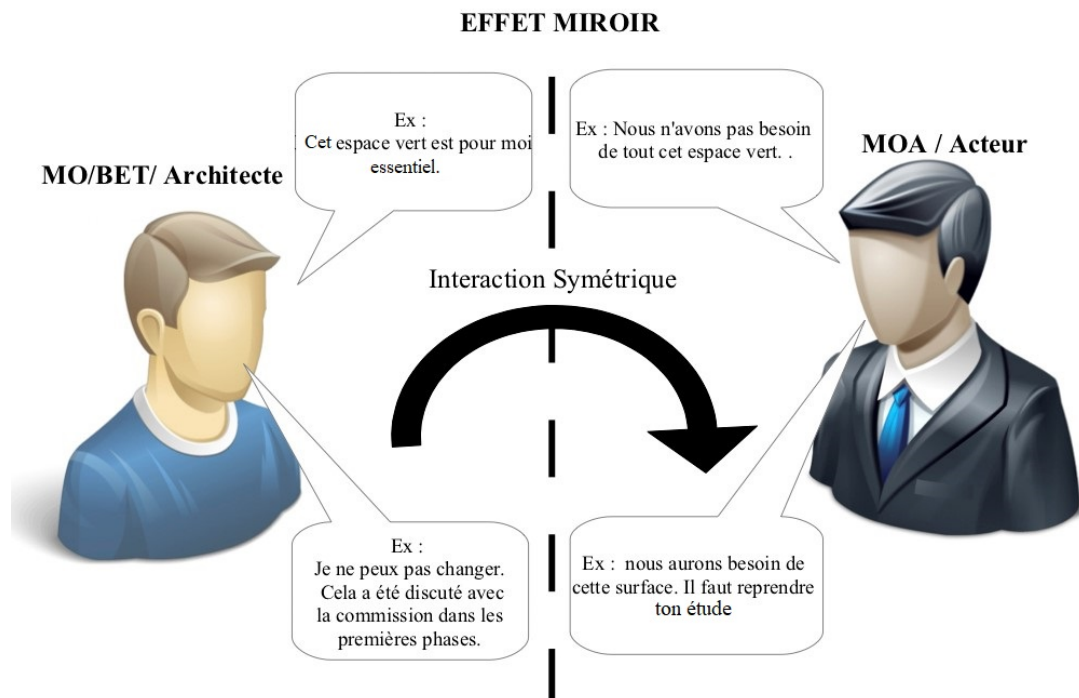 EFFET MIROIR
Ex :
Cet espace vert est pour moi
essentiel.
Ex : Nous n'avons pas besoin
de tout cet espace vert. .
MO/BET/ Architecte
MOA / Acteur
Interaction Symétrique
Ex :
Je ne peux pas changer.
Cela a été discuté avec
la commission dans les
premières phases.
Ex :  nous aurons besoin de
cette surface. Il faut reprendre
ton étude